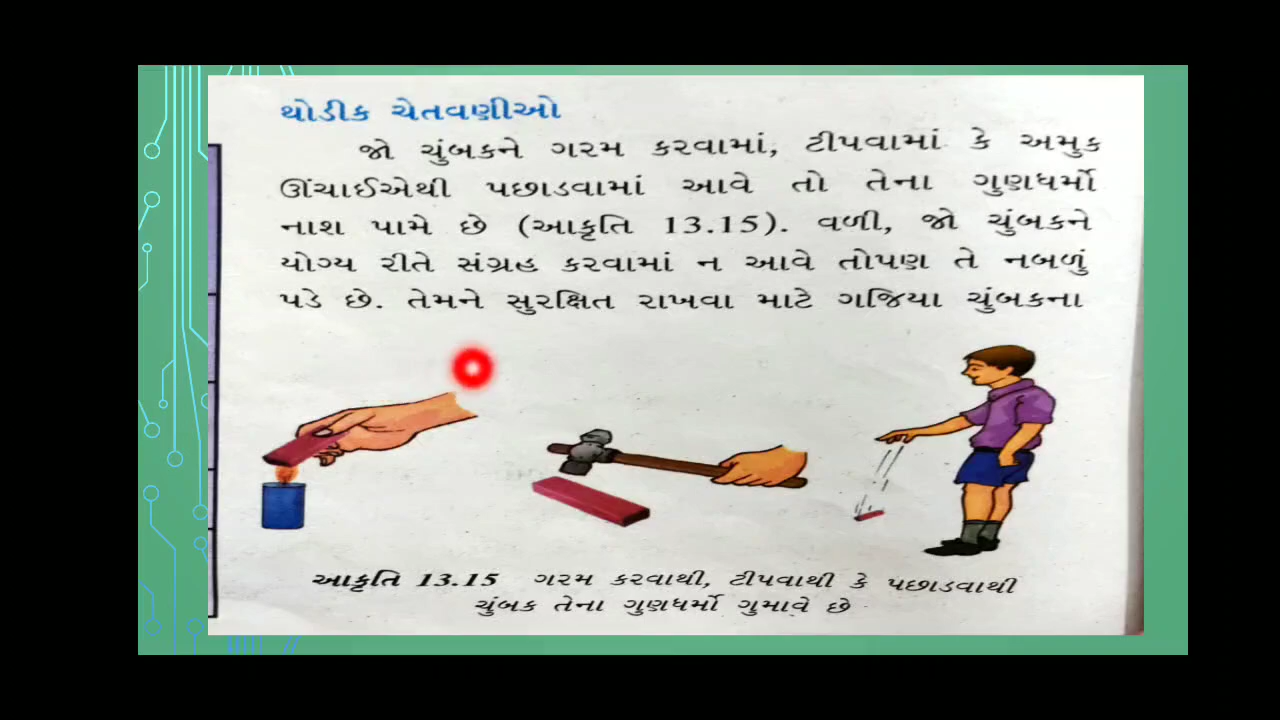 થોડીક ચેતવણીઓ
જો ચુંબકને ગરમ કરવામાં, ટીપવામાં કે અમુક
ઊંચાઈએથી પછાડવામાં આવે તો તેના ગુણધર્મો
નાશ પામે છે (આકૃતિ 13.15). વળી, જો ચુંબકને
યોગ્ય રીતે સંગ્રહ કરવામાં ન આવે તોપણ તે નબળું
પડે છે. તેમને સુરક્ષિત રાખવા માટે ગજિયા ચુંબકના
આકૃતિ 13.15 ગરમ કરવાથી, ટીપવાથી કે પછાડવાથી
ચુંબક તેના ગુણધર્મો ગુમાવે છે